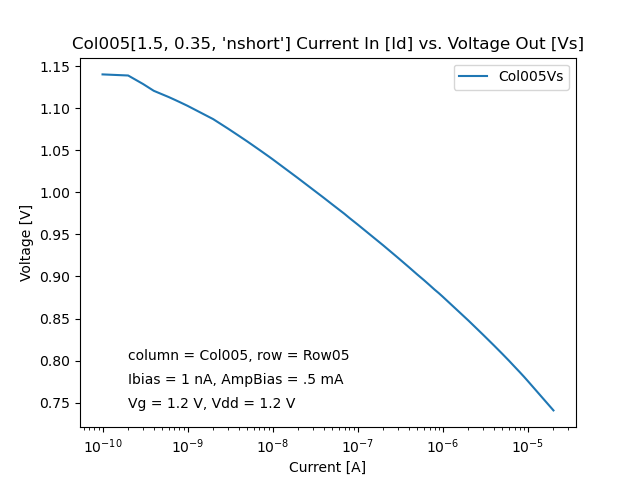 Col005[1.5, 0.35, 'nshort'] Current In [Id] vs. Voltage Out [Vs]
Col005Vs
Voltage [V]
1.15
1.10
1.05
1.00
0.95
0.90
0.85
0.80
0.75
column = Col005, row = Row05
Ibias = 1 nA, AmpBias = .5 mA
Vg = 1.2 V, Vdd = 1.2 V
10⁻¹⁰ 10⁻⁹ 10⁻⁸ 10⁻⁷ 10⁻⁶ 10⁻⁵
Current [A]